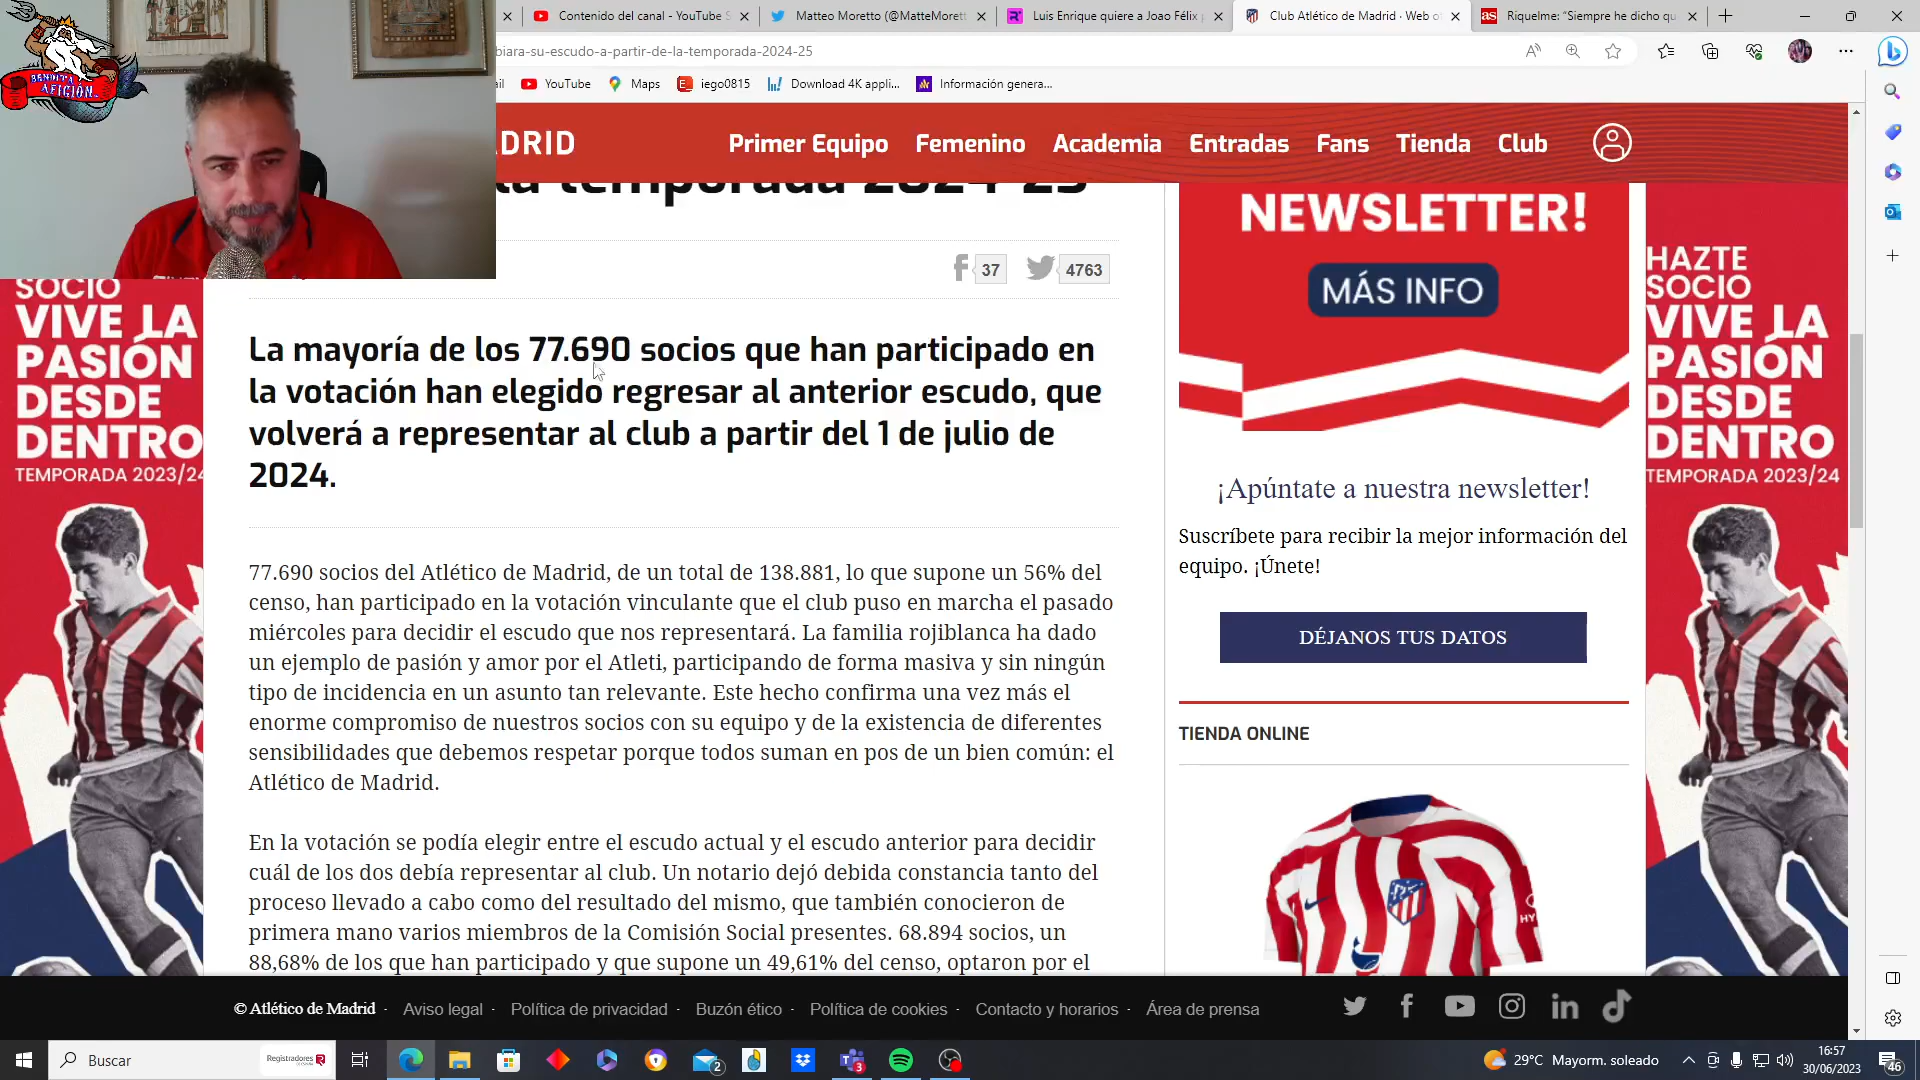 BENDITA
AFICIÓN.
Contenido del canal - YouTube S
Matteo Moretto (@MatteMorett
Luis Enrique quiere a Joao Félix
Club Atlético de Madrid · Web o
as
Riquelme: “Siempre he dicho qu
biara-su-escudo-a-partir-de-la-temporada-2024-25
YouTube
Maps
iego0815
Download 4K appli...
Información genera...
DRID
Primer Equipo
Femenino
Academia
Entradas
Fans
Tienda
Club
la temporada 2024-25
37
4763
La mayoría de los 77.690 socios que han participado en
la votación han elegido regresar al anterior escudo, que
volverá a representar al club a partir del 1 de julio de
2024.
77.690 socios del Atlético de Madrid, de un total de 138.881, lo que supone un 56% del
censo, han participado en la votación vinculante que el club puso en marcha el pasado
miércoles para decidir el escudo que nos representará. La familia rojiblanca ha dado
un ejemplo de pasión y amor por el Atleti, participando de forma masiva y sin ningún
tipo de incidencia en un asunto tan relevante. Este hecho confirma una vez más el
enorme compromiso de nuestros socios con su equipo y de la existencia de diferentes
sensibilidades que debemos respetar porque todos suman en pos de un bien común: el
Atlético de Madrid.
En la votación se podía elegir entre el escudo actual y el escudo anterior para decidir
cuál de los dos debía representar al club. Un notario dejó debida constancia tanto del
proceso llevado a cabo como del resultado del mismo, que también conocieron de
primera mano varios miembros de la Comisión Social presentes. 68.894 socios, un
88,68% de los que han participado y que supone un 49,61% del censo, optaron por el
NEWSLETTER!
MÁS INFO
¡Apúntate a nuestra newsletter!
Suscríbete para recibir la mejor información del
equipo. ¡Únete!
DÉJANOS TUS DATOS
TIENDA ONLINE
SOCIO
VIVE LA
PASIÓN
DESDE
DENTRO
TEMPORADA 2023/24
HAZTE
SOCIO
VIVE LA
PASIÓN
DESDE
DENTRO
TEMPORADA 2023/24
© Atlético de Madrid
Aviso legal
Política de privacidad
Buzón ético
Política de cookies
Contacto y horarios
Área de prensa
Buscar
Registradores
2
3
29°C Mayorm. soleado
16:57
30/06/2023
46